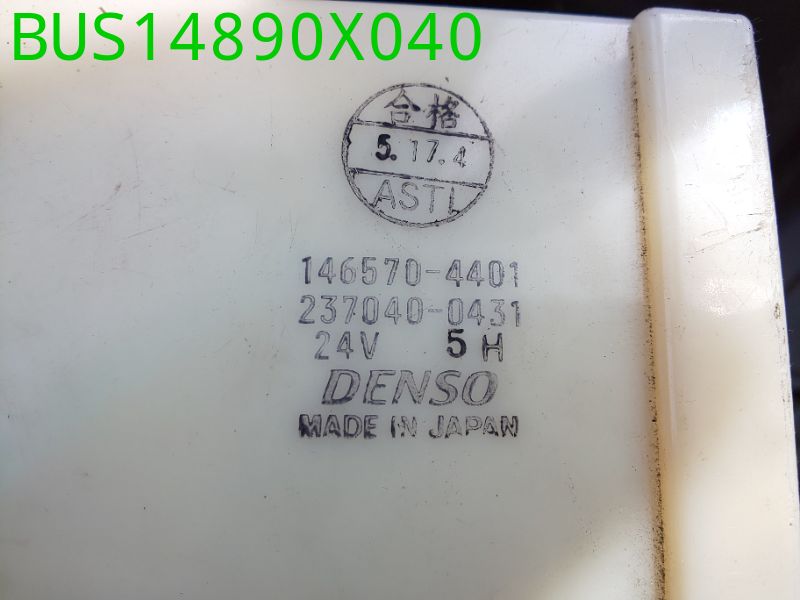 BUS14890X040
合格
5.17.4
ASTI
146570-4401
237040-0431
24V 5H
DENSO
MADE IN JAPAN